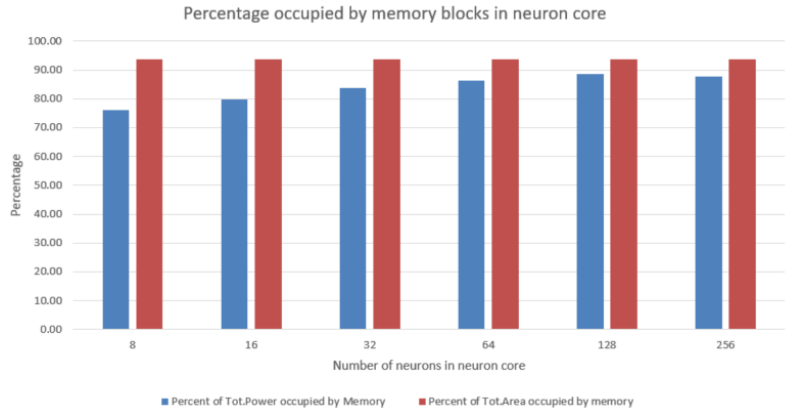 Percentage occupied by memory blocks in neuron core
100.00
90.00
80.00
70.00
60.00
50.00
40.00
30.00
20.00
10.00
0.00
Percentage
8 16 32 64 128 256
Number of neurons in neuron core
Percent of Tot.Power occupied by Memory Percent of Tot.Area occupied by memory